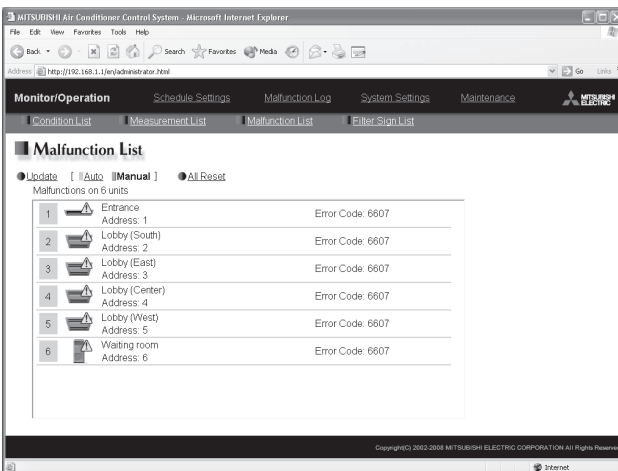 MITSUBISHI Air Conditioner Control System - Microsoft Internet Explorer
File Edit View Favorites Tools Help
Back Search Favorites Media
Address http://192.168.1.1/en/administrator.html Go Links
Monitor/Operation Schedule Settings Malfunction Log System Settings Maintenance MITSUBISHI ELECTRIC
Condition List Measurement List Malfunction List Filter Sign List
Malfunction List
Update [ Auto Manual ] All Reset
Malfunctions on 6 units
1 Entrance
Address: 1 Error Code: 6607
2 Lobby (South)
Address: 2 Error Code: 6607
3 Lobby (East)
Address: 3 Error Code: 6607
4 Lobby (Center)
Address: 4 Error Code: 6607
5 Lobby (West)
Address: 5 Error Code: 6607
6 Waiting room
Address: 6 Error Code: 6607
Copyright(C) 2002-2008 MITSUBISHI ELECTRIC CORPORATION All Rights Reserve
Internet